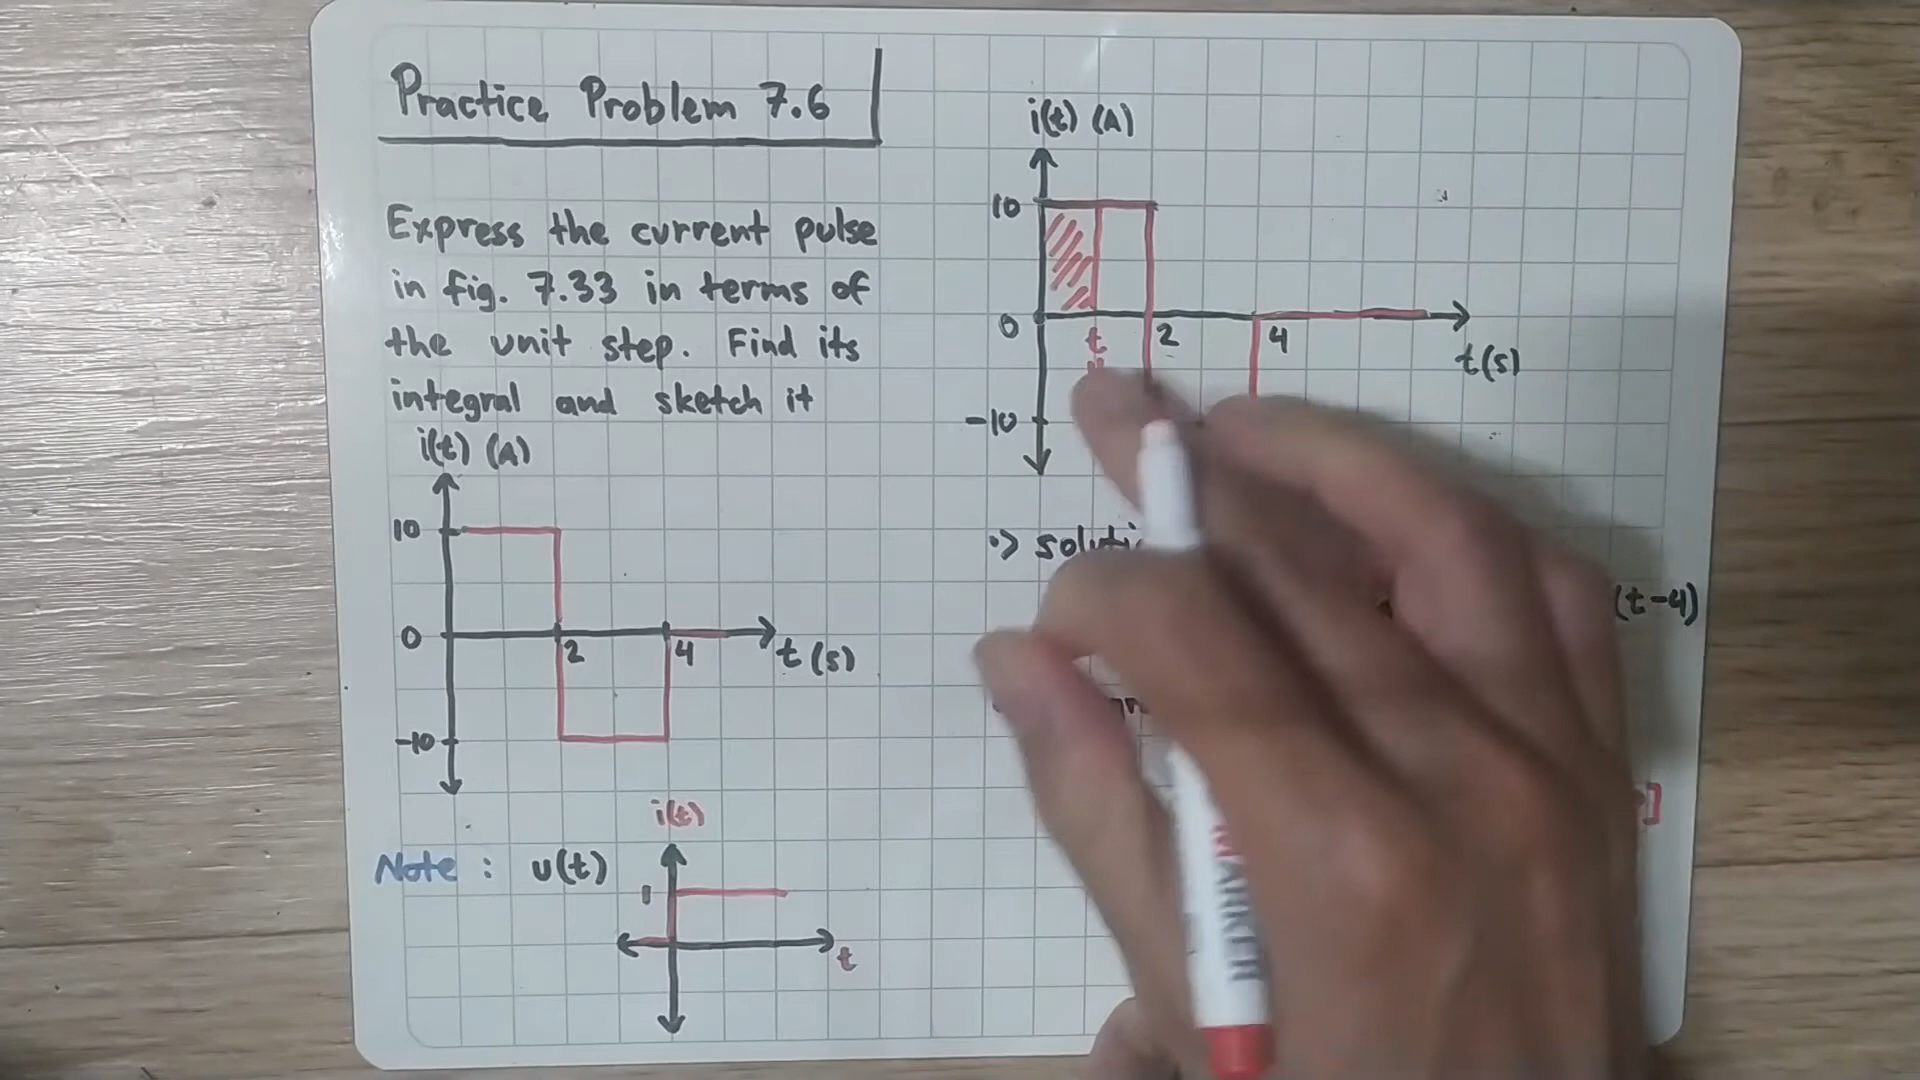 Practice Problem 7.6
Express the current pulse
in fig. 7.33 in terms of
the unit step. Find its
integral and sketch it
i(t) (A)
10
0
2
4
t (s)
-10
Note : u(t)
i(t)
1
t
i(t) (A)
10
0
t
2
4
t(s)
-10
(t-4)
]
MARKER